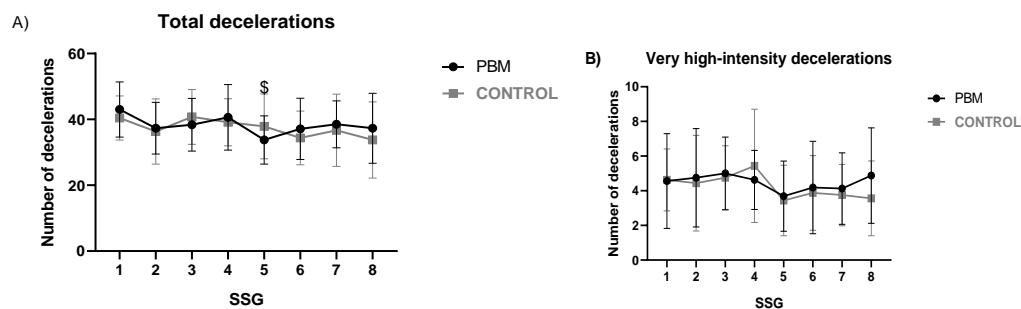 A)
Total decelerations
Number of decelerations
60
40
20
0
$
1 2 3 4 5 6 7 8
SSG
PBM
CONTROL
B)
Very high-intensity decelerations
Number of decelerations
10
8
6
4
2
0
1 2 3 4 5 6 7 8
SSG
PBM
CONTROL